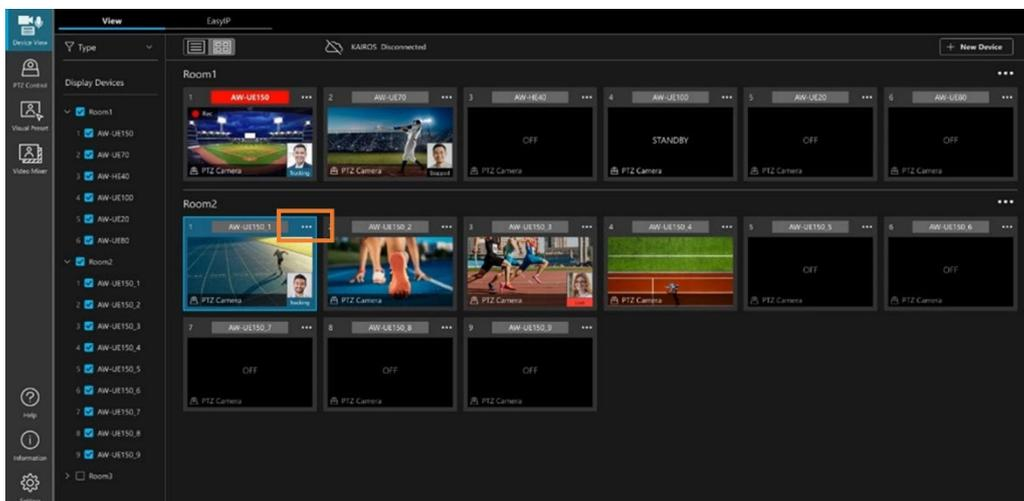 View
EasyIP
Device View
PTZ Control
Visual Preset
Video Mixer
Help
Information
Type
Display Devices
Room1
1 AW-UE150
2 AW-UE70
3 AW-HE40
4 AW-UE100
5 AW-UE20
6 AW-UE80
Room2
1 AW-UE150_1
2 AW-UE150_2
3 AW-UE150_3
4 AW-UE150_4
5 AW-UE150_5
6 AW-UE150_6
7 AW-UE150_7
8 AW-UE150_8
9 AW-UE150_9
Room3
KAIROS Disconnected
+ New Device
Room1
1 AW-UE150
Rec
PTZ Camera
Tracking
2 AW-UE70
PTZ Camera
Stopped
3 AW-HE40
OFF
PTZ Camera
4 AW-UE100
STANDBY
PTZ Camera
5 AW-UE20
OFF
PTZ Camera
6 AW-UE80
OFF
PTZ Camera
Room2
1 AW-UE150_1
PTZ Camera
Tracking
AW-UE150_2
PTZ Camera
3 AW-UE150_3
PTZ Camera
Lost
4 AW-UE150_4
PTZ Camera
5 AW-UE150_5
OFF
PTZ Camera
6 AW-UE150_6
OFF
PTZ Camera
7 AW-UE150_7
OFF
PTZ Camera
8 AW-UE150_8
OFF
PTZ Camera
9 AW-UE150_9
OFF
PTZ Camera